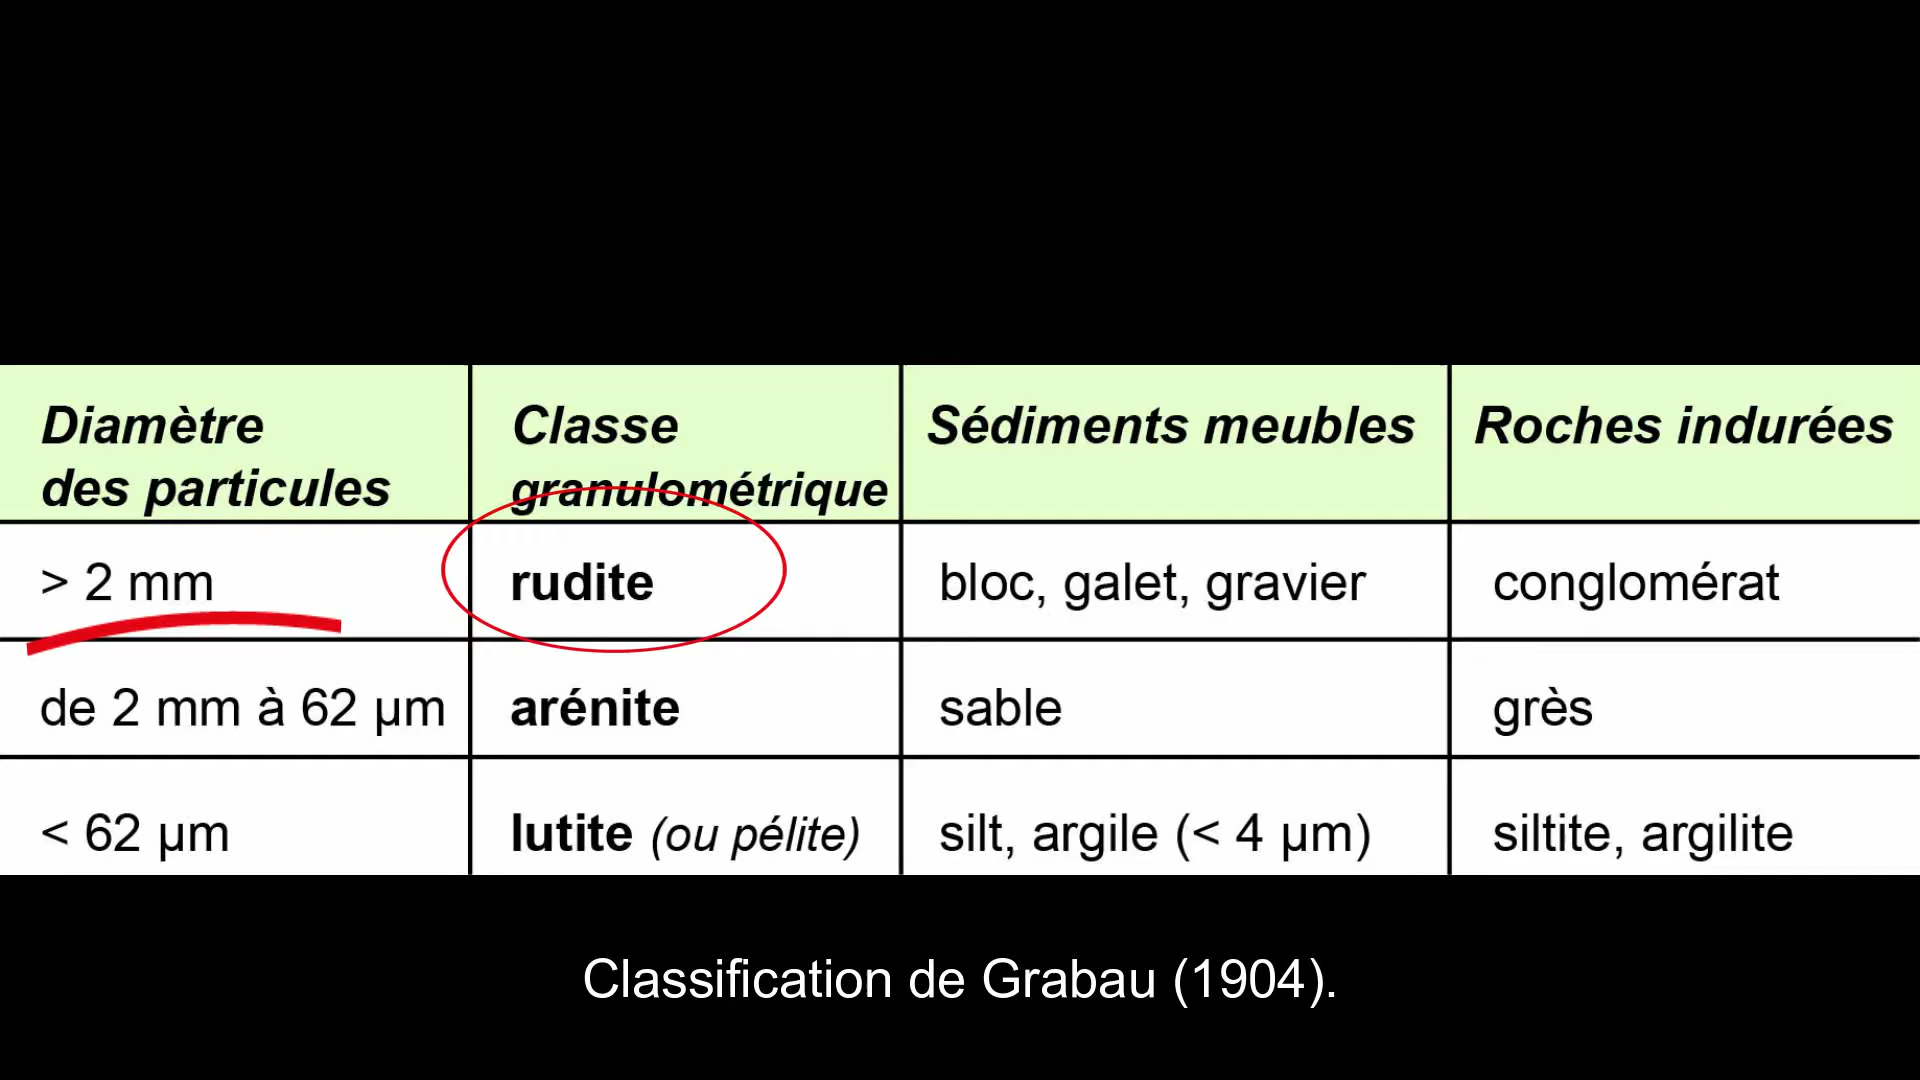 Diamètre des particules
Classe granulométrique
Sédiments meubles
Roches indurées
> 2 mm
rudite
bloc, galet, gravier
conglomérat
de 2 mm à 62 µm
arénite
sable
grès
< 62 µm
lutite (ou pélite)
silt, argile (< 4 µm)
siltite, argilite
Classification de Grabau (1904).